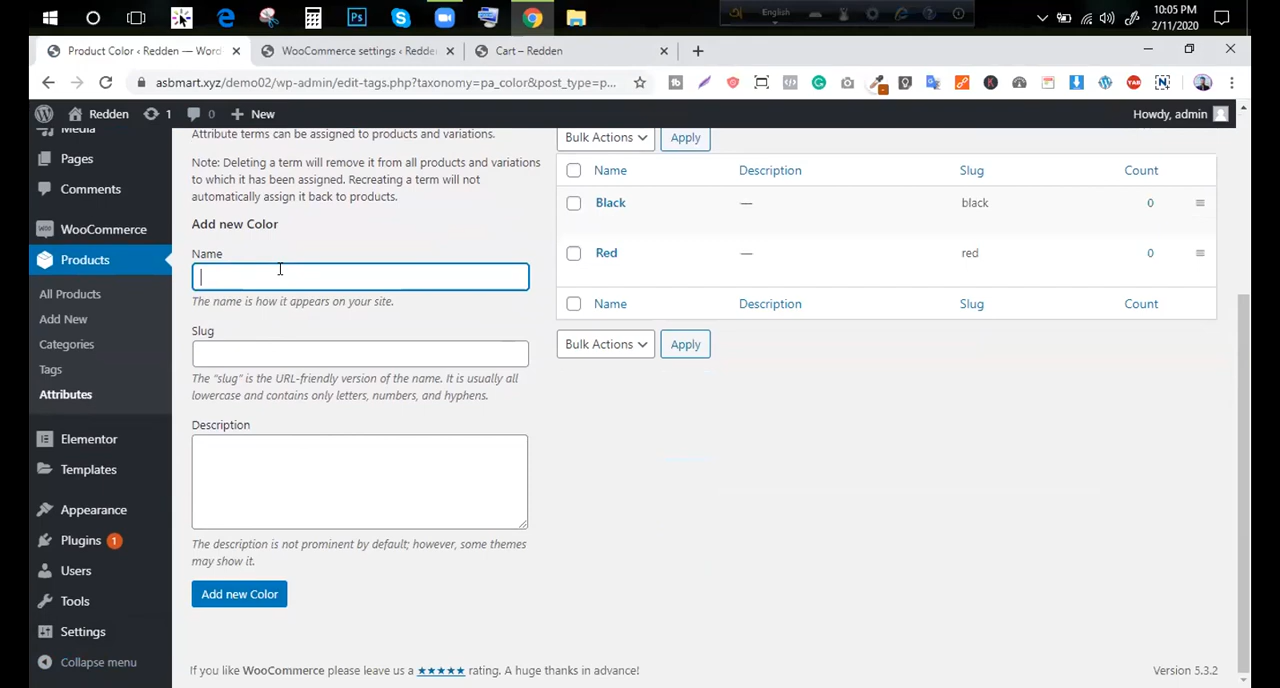 English
10:05 PM
2/11/2020
Product Color ‹ Redden — Word
WooCommerce settings ‹ Redden
Cart – Redden
asbmart.xyz/demo02/wp-admin/edit-tags.php?taxonomy=pa_color&post_type=p...
Redden
1
0
New
Howdy, admin
Media
Pages
Comments
WooCommerce
Products
All Products
Add New
Categories
Tags
Attributes
Elementor
Templates
Appearance
Plugins 1
Users
Tools
Settings
Collapse menu
Attribute terms can be assigned to products and variations.
Note: Deleting a term will remove it from all products and variations
to which it has been assigned. Recreating a term will not
automatically assign it back to products.
Add new Color
Name
The name is how it appears on your site.
Slug
The "slug" is the URL-friendly version of the name. It is usually all
lowercase and contains only letters, numbers, and hyphens.
Description
The description is not prominent by default; however, some themes
may show it.
Add new Color
Bulk Actions Apply
Name Description Slug Count
Black — black 0
Red — red 0
Name Description Slug Count
Bulk Actions Apply
If you like WooCommerce please leave us a ★★★★★ rating. A huge thanks in advance!
Version 5.3.2